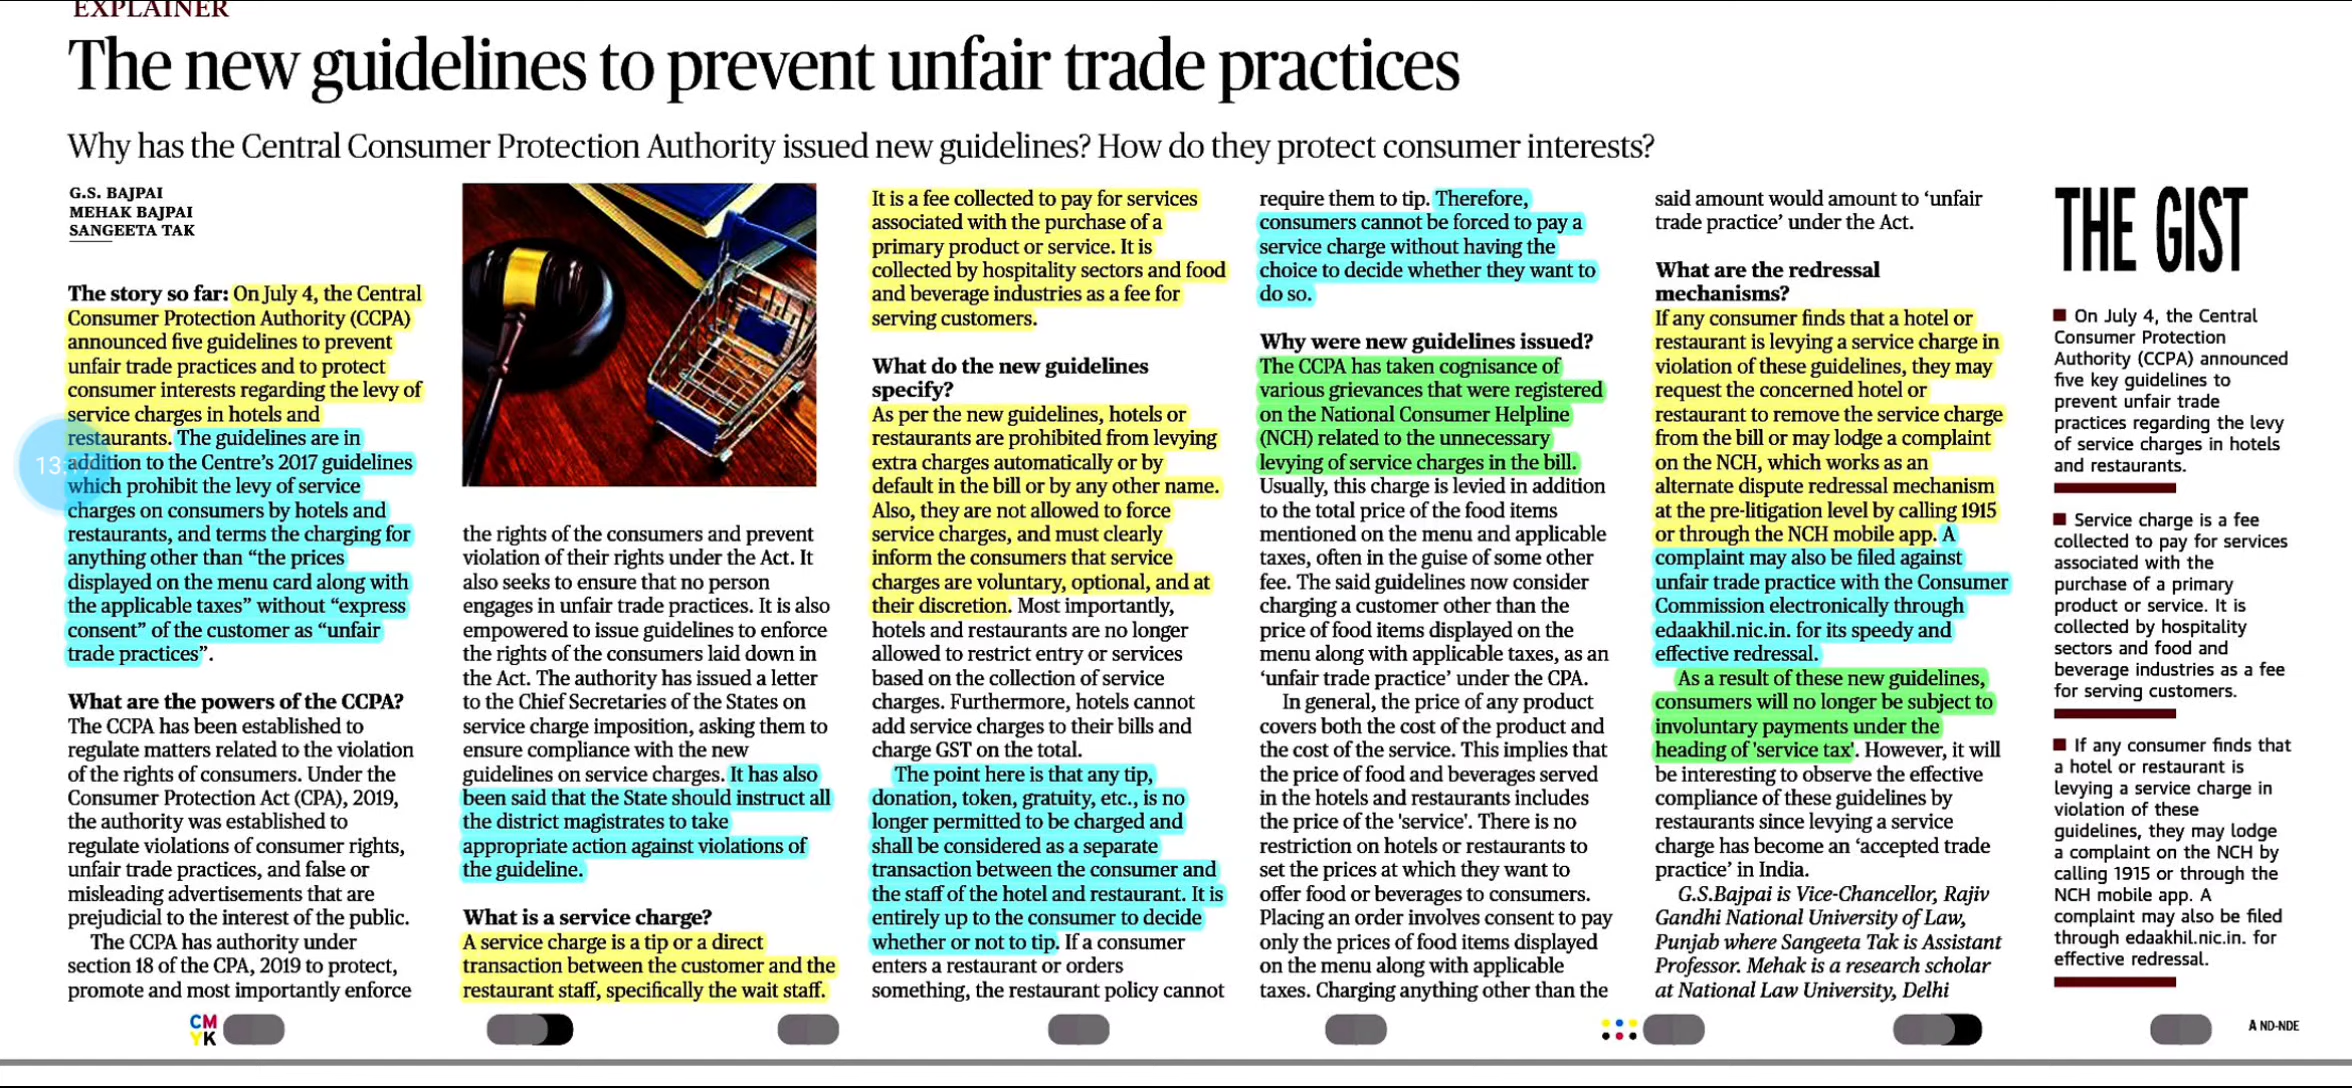 EXPLAINER
The new guidelines to prevent unfair trade practices
Why has the Central Consumer Protection Authority issued new guidelines? How do they protect consumer interests?
G.S. BAJPAI
MEHAK BAJPAI
SANGEETA TAK
The story so far: On July 4, the Central
Consumer Protection Authority (CCPA)
announced five guidelines to prevent
unfair trade practices and to protect
consumer interests regarding the levy of
service charges in hotels and
restaurants. The guidelines are in
addition to the Centre's 2017 guidelines
which prohibit the levy of service
charges on consumers by hotels and
restaurants, and terms the charging for
anything other than “the prices
displayed on the menu card along with
the applicable taxes” without “express
consent” of the customer as “unfair
trade practices”.
What are the powers of the CCPA?
The CCPA has been established to
regulate matters related to the violation
of the rights of consumers. Under the
Consumer Protection Act (CPA), 2019,
the authority was established to
regulate violations of consumer rights,
unfair trade practices, and false or
misleading advertisements that are
prejudicial to the interest of the public.
The CCPA has authority under
section 18 of the CPA, 2019 to protect,
promote and most importantly enforce
the rights of the consumers and prevent
violation of their rights under the Act. It
also seeks to ensure that no person
engages in unfair trade practices. It is also
empowered to issue guidelines to enforce
the rights of the consumers laid down in
the Act. The authority has issued a letter
to the Chief Secretaries of the States on
service charge imposition, asking them to
ensure compliance with the new
guidelines on service charges. It has also
been said that the State should instruct all
the district magistrates to take
appropriate action against violations of
the guideline.
What is a service charge?
A service charge is a tip or a direct
transaction between the customer and the
restaurant staff, specifically the wait staff.
It is a fee collected to pay for services
associated with the purchase of a
primary product or service. It is
collected by hospitality sectors and food
and beverage industries as a fee for
serving customers.
What do the new guidelines
specify?
As per the new guidelines, hotels or
restaurants are prohibited from levying
extra charges automatically or by
default in the bill or by any other name.
Also, they are not allowed to force
service charges, and must clearly
inform the consumers that service
charges are voluntary, optional, and at
their discretion. Most importantly,
hotels and restaurants are no longer
allowed to restrict entry or services
based on the collection of service
charges. Furthermore, hotels cannot
add service charges to their bills and
charge GST on the total.
The point here is that any tip,
donation, token, gratuity, etc., is no
longer permitted to be charged and
shall be considered as a separate
transaction between the consumer and
the staff of the hotel and restaurant. It is
entirely up to the consumer to decide
whether or not to tip. If a consumer
enters a restaurant or orders
something, the restaurant policy cannot
require them to tip. Therefore,
consumers cannot be forced to pay a
service charge without having the
choice to decide whether they want to
do so.
Why were new guidelines issued?
The CCPA has taken cognisance of
various grievances that were registered
on the National Consumer Helpline
(NCH) related to the unnecessary
levying of service charges in the bill.
Usually, this charge is levied in addition
to the total price of the food items
mentioned on the menu and applicable
taxes, often in the guise of some other
fee. The said guidelines now consider
charging a customer other than the
price of food items displayed on the
menu along with applicable taxes, as an
‘unfair trade practice’ under the CPA.
In general, the price of any product
covers both the cost of the product and
the cost of the service. This implies that
the price of food and beverages served
in the hotels and restaurants includes
the price of the 'service'. There is no
restriction on hotels or restaurants to
set the prices at which they want to
offer food or beverages to consumers.
Placing an order involves consent to pay
only the prices of food items displayed
on the menu along with applicable
taxes. Charging anything other than the
said amount would amount to ‘unfair
trade practice’ under the Act.
What are the redressal
mechanisms?
If any consumer finds that a hotel or
restaurant is levying a service charge in
violation of these guidelines, they may
request the concerned hotel or
restaurant to remove the service charge
from the bill or may lodge a complaint
on the NCH, which works as an
alternate dispute redressal mechanism
at the pre-litigation level by calling 1915
or through the NCH mobile app. A
complaint may also be filed against
unfair trade practice with the Consumer
Commission electronically through
edaakhil.nic.in. for its speedy and
effective redressal.
As a result of these new guidelines,
consumers will no longer be subject to
involuntary payments under the
heading of 'service tax'. However, it will
be interesting to observe the effective
compliance of these guidelines by
restaurants since levying a service
charge has become an ‘accepted trade
practice’ in India.
G.S.Bajpai is Vice-Chancellor, Rajiv
Gandhi National University of Law,
Punjab where Sangeeta Tak is Assistant
Professor. Mehak is a research scholar
at National Law University, Delhi
THE GIST
On July 4, the Central
Consumer Protection
Authority (CCPA) announced
five key guidelines to
prevent unfair trade
practices regarding the levy
of service charges in hotels
and restaurants.
Service charge is a fee
collected to pay for services
associated with the
purchase of a primary
product or service. It is
collected by hospitality
sectors and food and
beverage industries as a fee
for serving customers.
If any consumer finds that
a hotel or restaurant is
levying a service charge in
violation of these
guidelines, they may lodge
a complaint on the NCH by
calling 1915 or through the
NCH mobile app. A
complaint may also be filed
through edaakhil.nic.in. for
effective redressal.
CM
YK
A ND-NDE